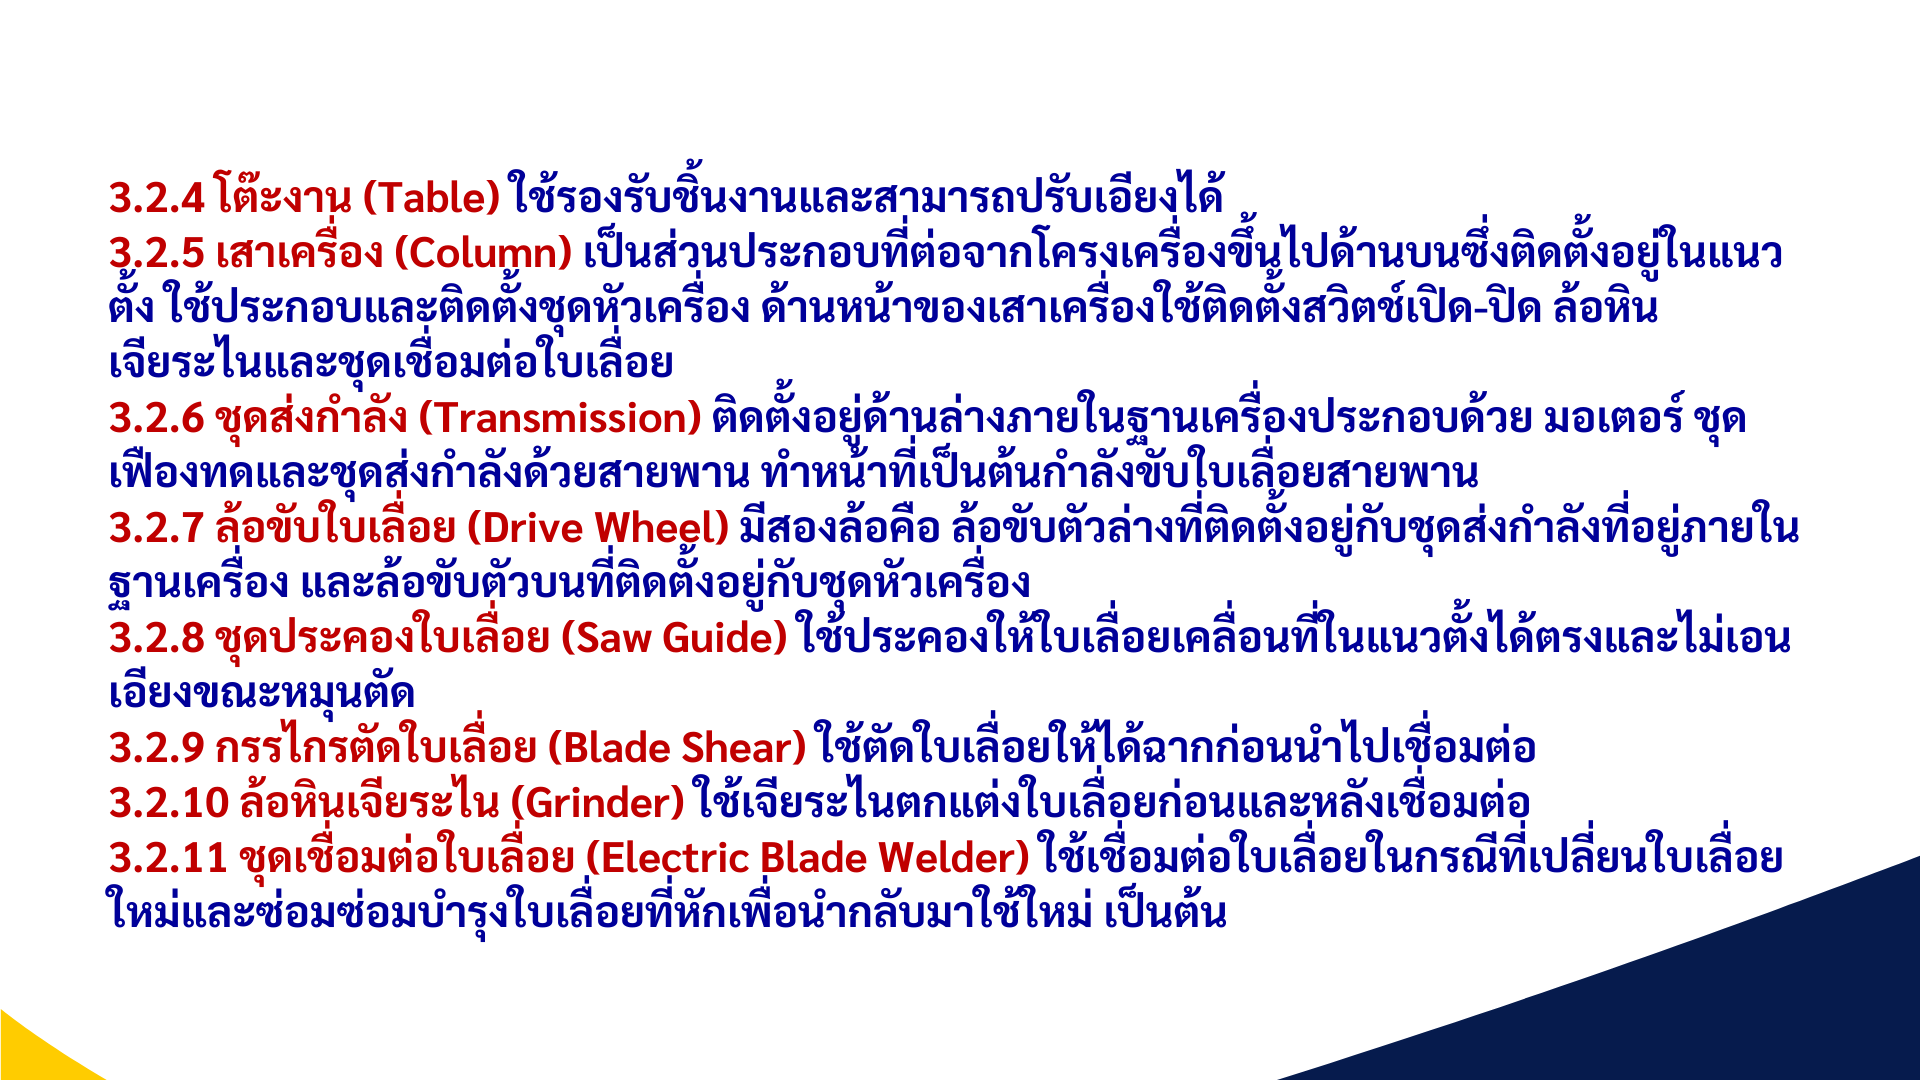 3.2.4 โต๊ะงาน (Table) ใช้รองรับชิ้นงานและสามารถปรับเอียงได้
3.2.5 เสาเครื่อง (Column) เป็นส่วนประกอบที่ต่อจากโครงเครื่องขึ้นไปด้านบนซึ่งติดตั้งอยู่ในแนว
ตั้ง ใช้ประกอบและติดตั้งชุดหัวเครื่อง ด้านหน้าของเสาเครื่องใช้ติดตั้งสวิตช์เปิด-ปิด ล้อหิน
เจียระไนและชุดเชื่อมต่อใบเลื่อย
3.2.6 ชุดส่งกำลัง (Transmission) ติดตั้งอยู่ด้านล่างภายในฐานเครื่องประกอบด้วย มอเตอร์ ชุด
เฟืองทดและชุดส่งกำลังด้วยสายพาน ทำหน้าที่เป็นต้นกำลังขับใบเลื่อยสายพาน
3.2.7 ล้อขับใบเลื่อย (Drive Wheel) มีสองล้อคือ ล้อขับตัวล่างที่ติดตั้งอยู่กับชุดส่งกำลังที่อยู่ภายใน
ฐานเครื่อง และล้อขับตัวบนที่ติดตั้งอยู่กับชุดหัวเครื่อง
3.2.8 ชุดประคองใบเลื่อย (Saw Guide) ใช้ประคองให้ใบเลื่อยเคลื่อนที่ในแนวตั้งได้ตรงและไม่เอน
เอียงขณะหมุนตัด
3.2.9 กรรไกรตัดใบเลื่อย (Blade Shear) ใช้ตัดใบเลื่อยให้ได้ฉากก่อนนำไปเชื่อมต่อ
3.2.10 ล้อหินเจียระไน (Grinder) ใช้เจียระไนตกแต่งใบเลื่อยก่อนและหลังเชื่อมต่อ
3.2.11 ชุดเชื่อมต่อใบเลื่อย (Electric Blade Welder) ใช้เชื่อมต่อใบเลื่อยในกรณีที่เปลี่ยนใบเลื่อย
ใหม่และซ่อมซ่อมบำรุงใบเลื่อยที่หักเพื่อนำกลับมาใช้ใหม่ เป็นต้น